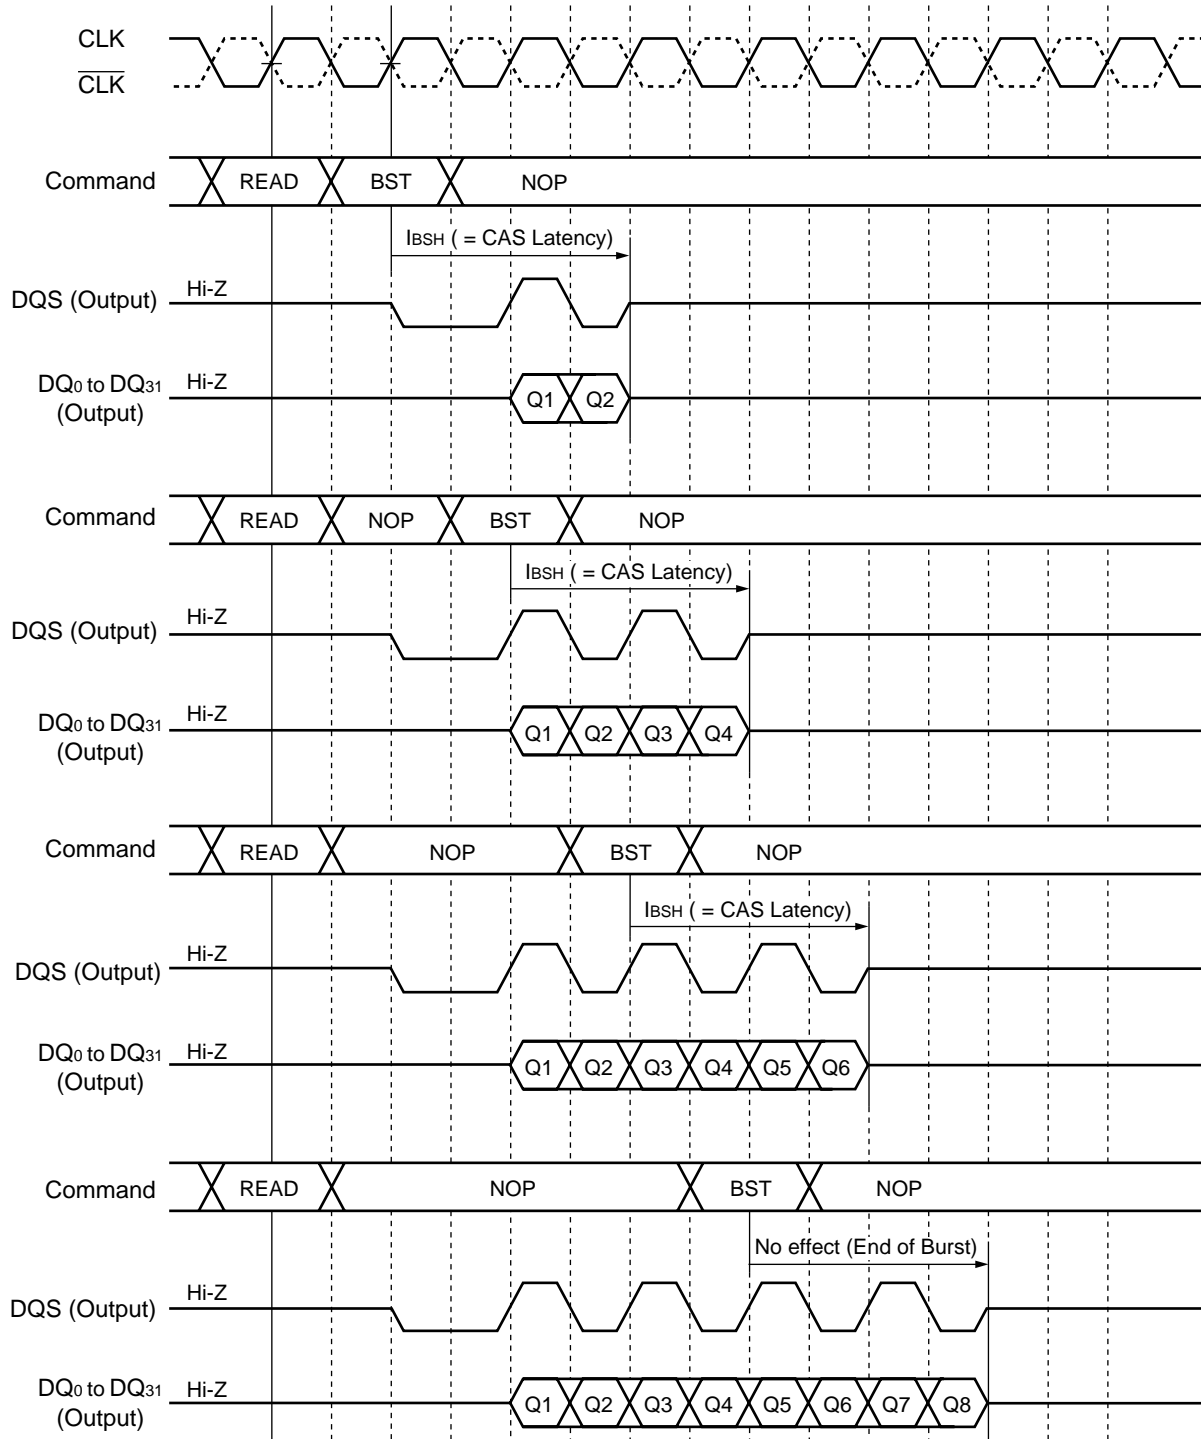 CLK
CLK
Command READ BST NOP
IBSH ( = CAS Latency)
DQS (Output) Hi-Z
DQ0 to DQ31 Hi-Z
(Output)
Q1 Q2
Command READ NOP BST NOP
IBSH ( = CAS Latency)
DQS (Output) Hi-Z
DQ0 to DQ31 Hi-Z
(Output)
Q1 Q2 Q3 Q4
Command READ NOP BST NOP
IBSH ( = CAS Latency)
DQS (Output) Hi-Z
DQ0 to DQ31 Hi-Z
(Output)
Q1 Q2 Q3 Q4 Q5 Q6
Command READ NOP BST NOP
No effect (End of Burst)
DQS (Output) Hi-Z
DQ0 to DQ31 Hi-Z
(Output)
Q1 Q2 Q3 Q4 Q5 Q6 Q7 Q8